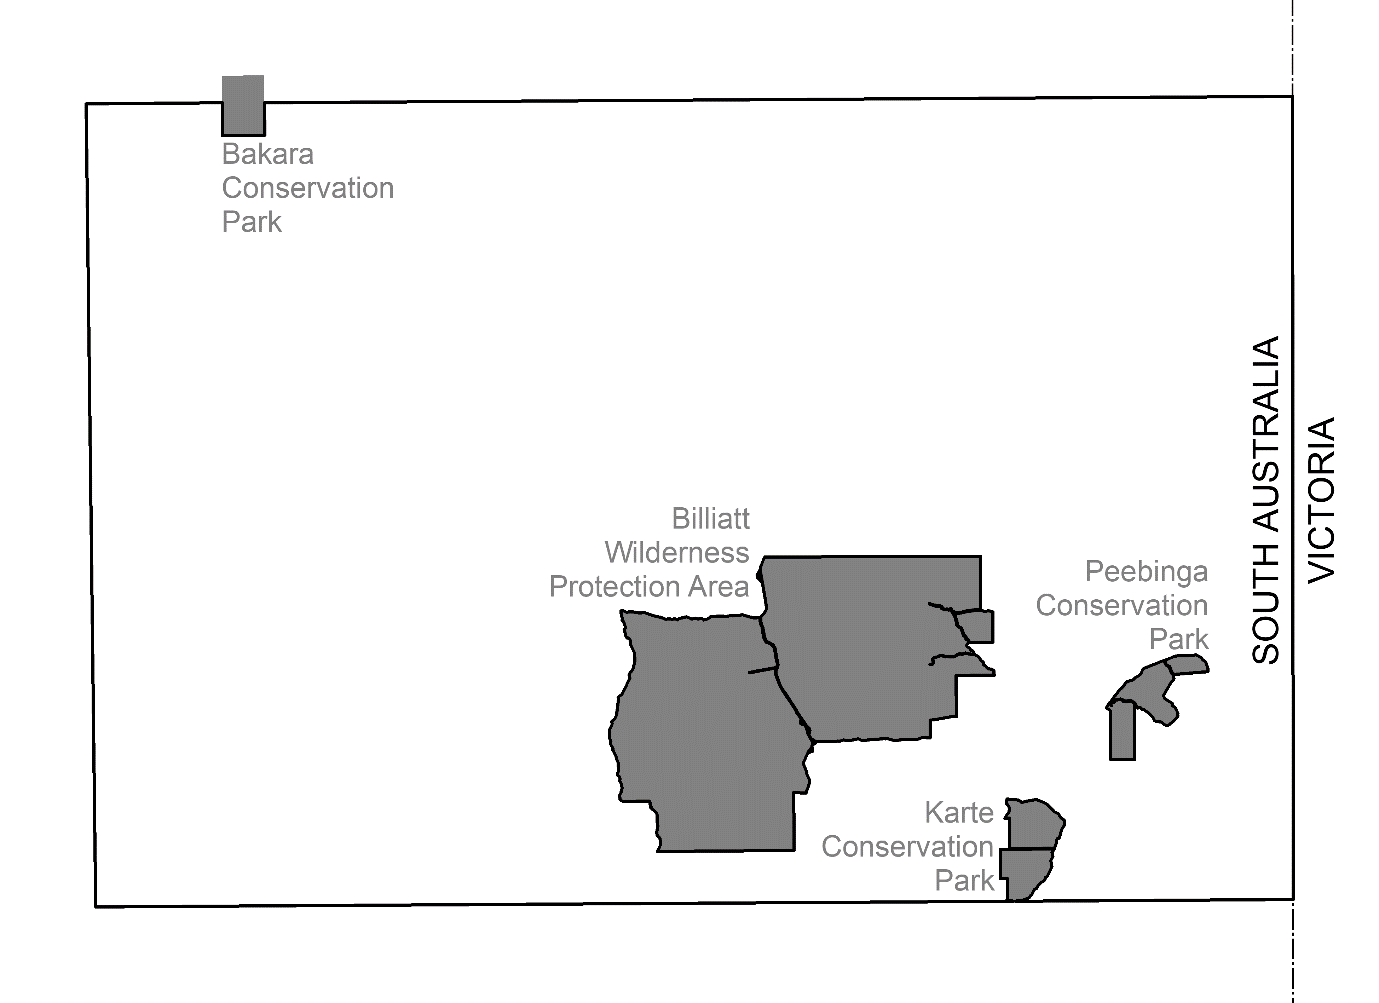 Bakara
Conservation
Park
Billiatt
Wilderness
Protection Area
Peebinga
Conservation
Park
Karte
Conservation
Park
SOUTH AUSTRALIA
VICTORIA